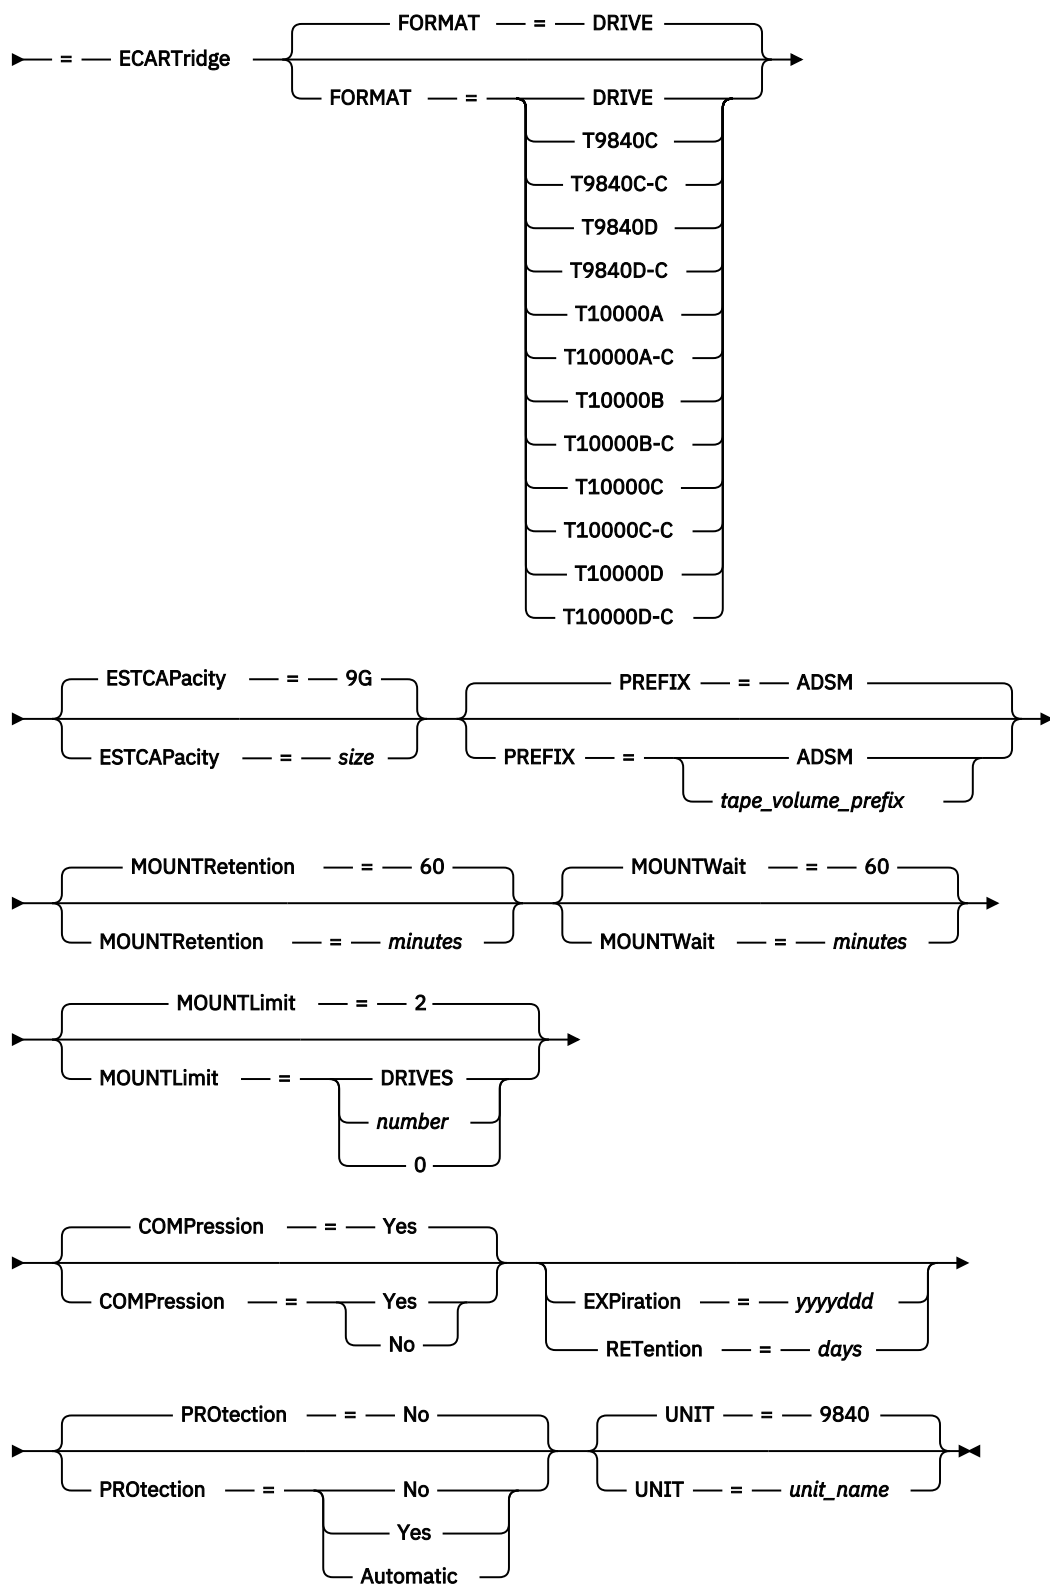 FORMAT = DRIVE
= ECARTridge
FORMAT = DRIVE
T9840C
T9840C-C
T9840D
T9840D-C
T10000A
T10000A-C
T10000B
T10000B-C
T10000C
T10000C-C
T10000D
T10000D-C
ESTCAPacity = 9G PREFIX = ADSM
ESTCAPacity = size PREFIX = ADSM
tape_volume_prefix
MOUNTRetention = 60 MOUNTWait = 60
MOUNTRetention = minutes MOUNTWait = minutes
MOUNTLimit = 2
MOUNTLimit = DRIVES
number
0
COMPression = Yes
COMPression = Yes EXPiration = yyyyddd
No RETention = days
PROtection = No UNIT = 9840
PROtection = No UNIT = unit_name
Yes
Automatic